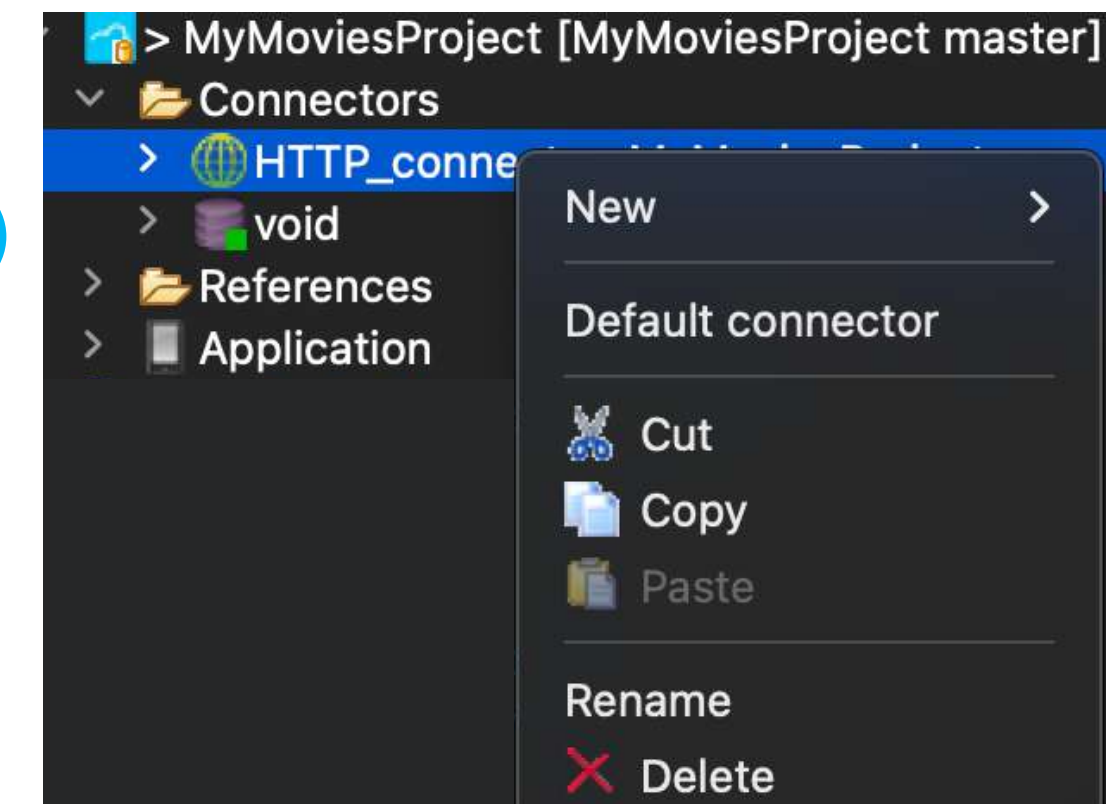 > MyMoviesProject [MyMoviesProject master]
Connectors
HTTP_conne
void
References
Application
New
Default connector
Cut
Copy
Paste
Rename
Delete